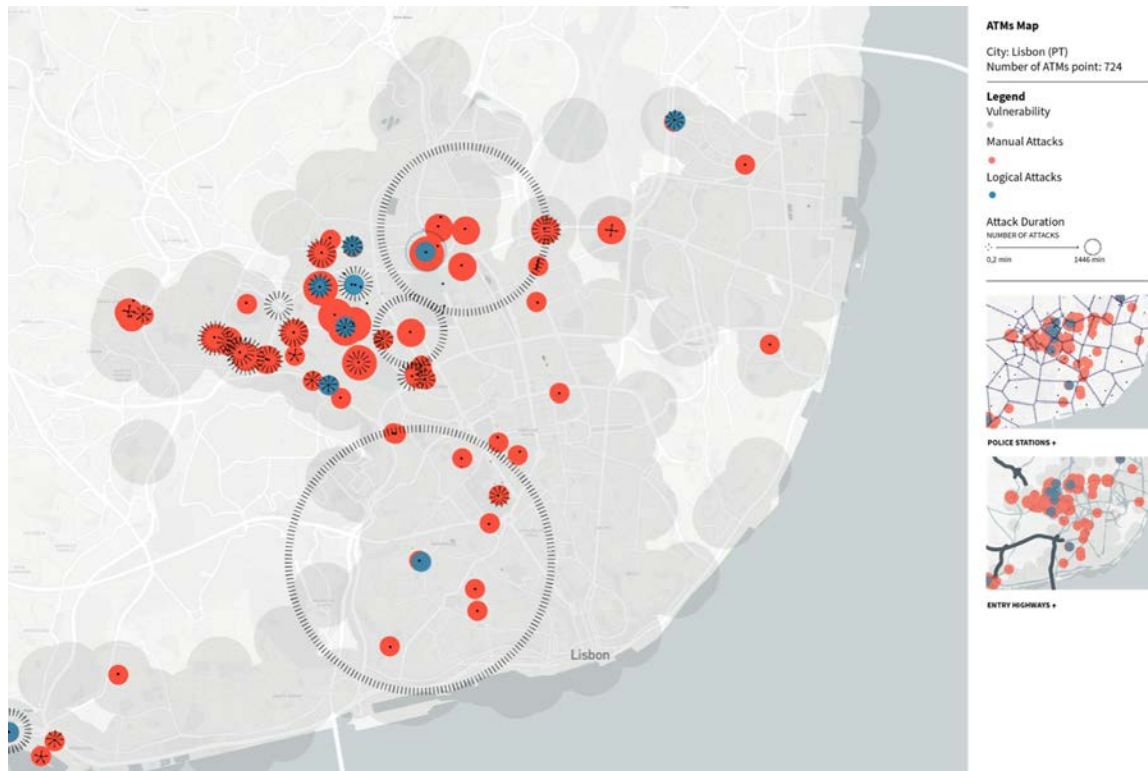 ATMs Map
City: Lisbon (PT)
Number of ATMs point: 724
Legend
Vulnerability
Manual Attacks
Logical Attacks
Attack Duration
NUMBER OF ATTACKS
0,2 min
1446 min
POLICE STATIONS +
ENTRY HIGHWAYS +
Lisbon